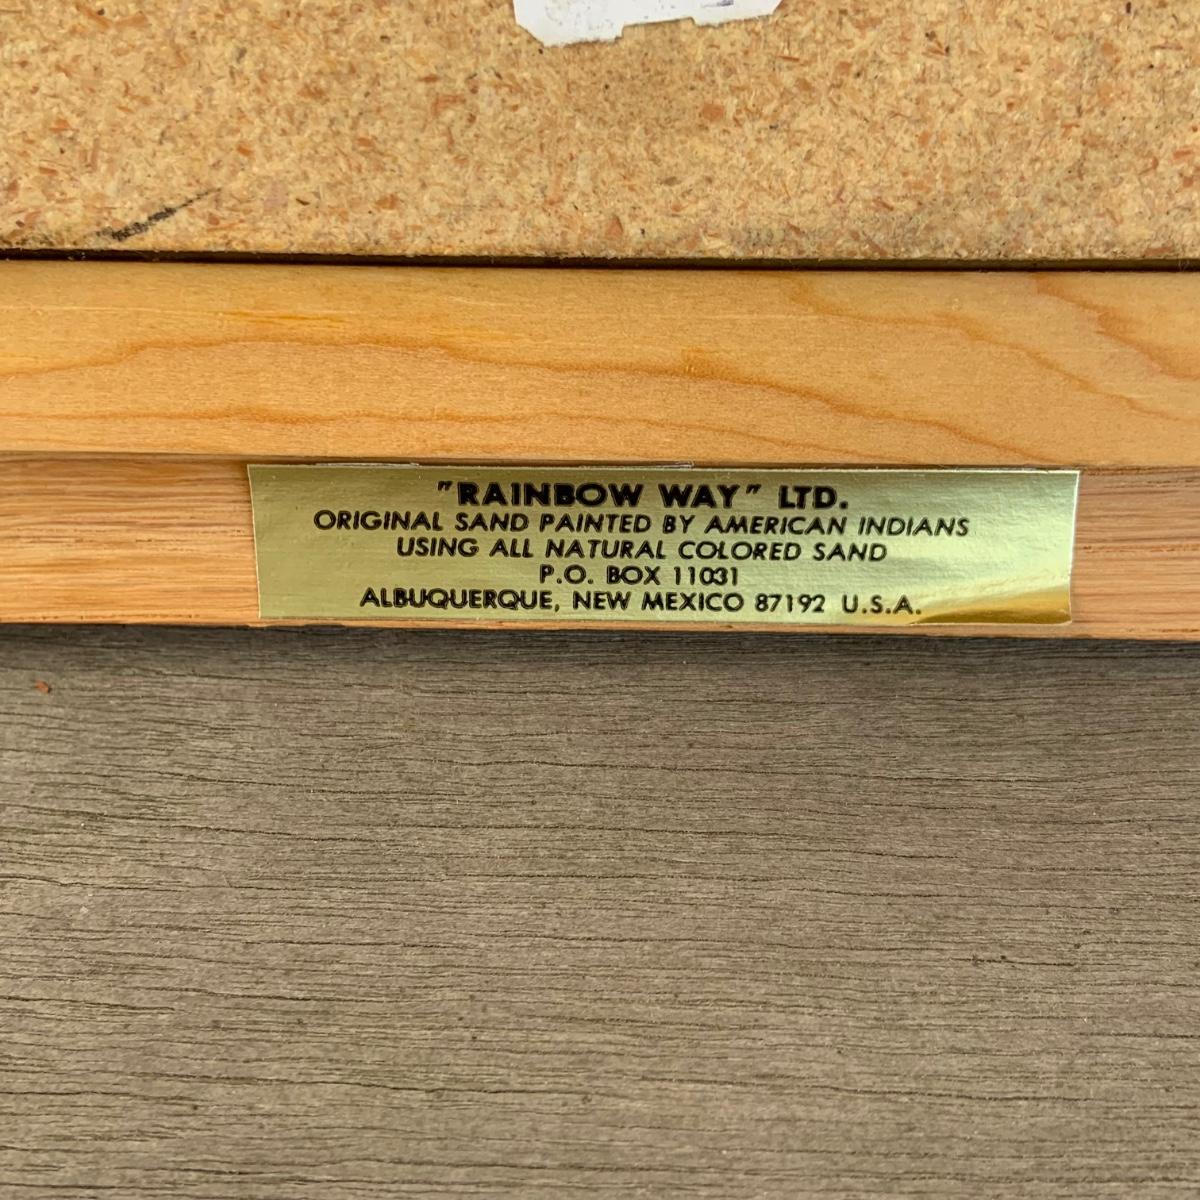 "RAINBOW WAY" LTD.
ORIGINAL SAND PAINTED BY AMERICAN INDIANS
USING ALL NATURAL COLORED SAND
P.O. BOX 11031
ALBUQUERQUE, NEW MEXICO 87192 U.S.A.